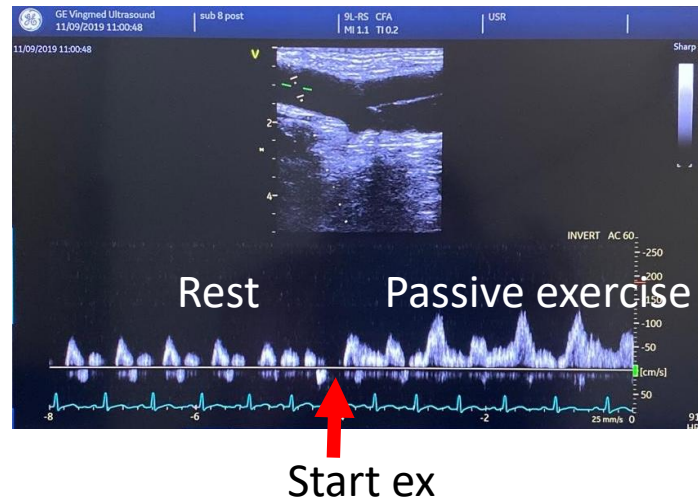 GE Vingmed Ultrasound
11/09/2019 11:00:48
sub 8 post
9L-RS CFA
MI 1.1 TI 0.2
USR
11/09/2019 11:00:48
Sharp
V
2-
4-
INVERT AC 60
-250
-200
Rest Passive exercise
-100
-50
[cm/s]
50
-8 -6 -2 25 mm/s 0
Start ex